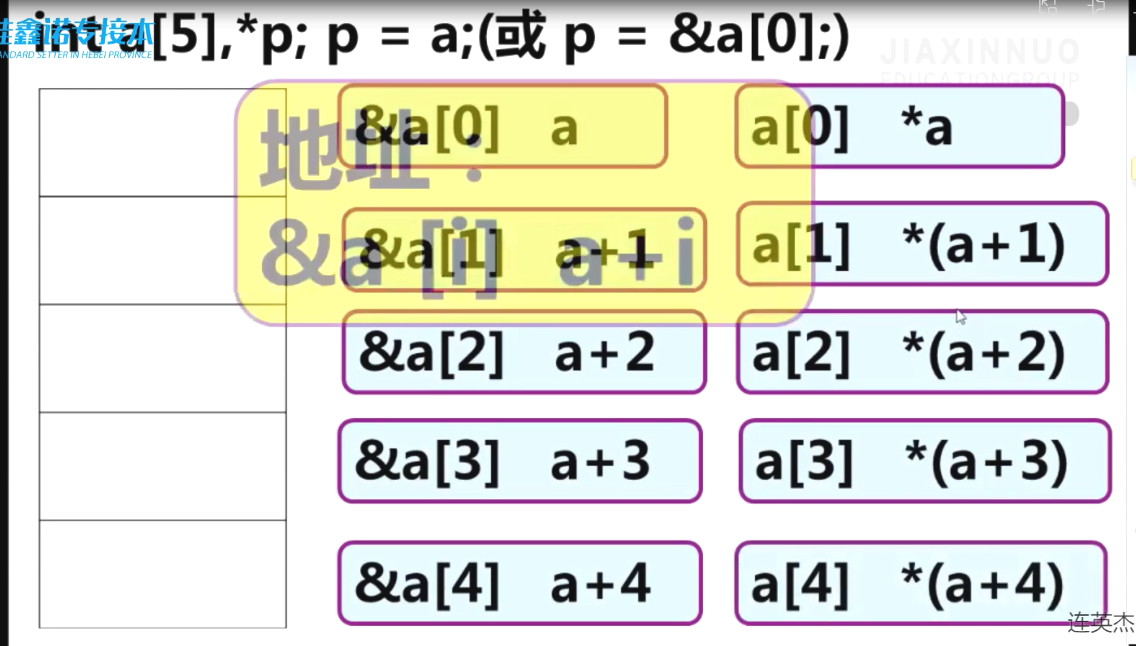 int a[5],*p; p = a;(或 p = &a[0];)
佳鑫诺专接本
STANDARD SETTER IN HEBEI PROVINCE
JIAXINNUO
EDUCATIONGROUP
地址：
&a [i] a+i
&a[0] a a[0] *a
&a[1] a+1 a[1] *(a+1)
&a[2] a+2 a[2] *(a+2)
&a[3] a+3 a[3] *(a+3)
&a[4] a+4 a[4] *(a+4)
连英杰